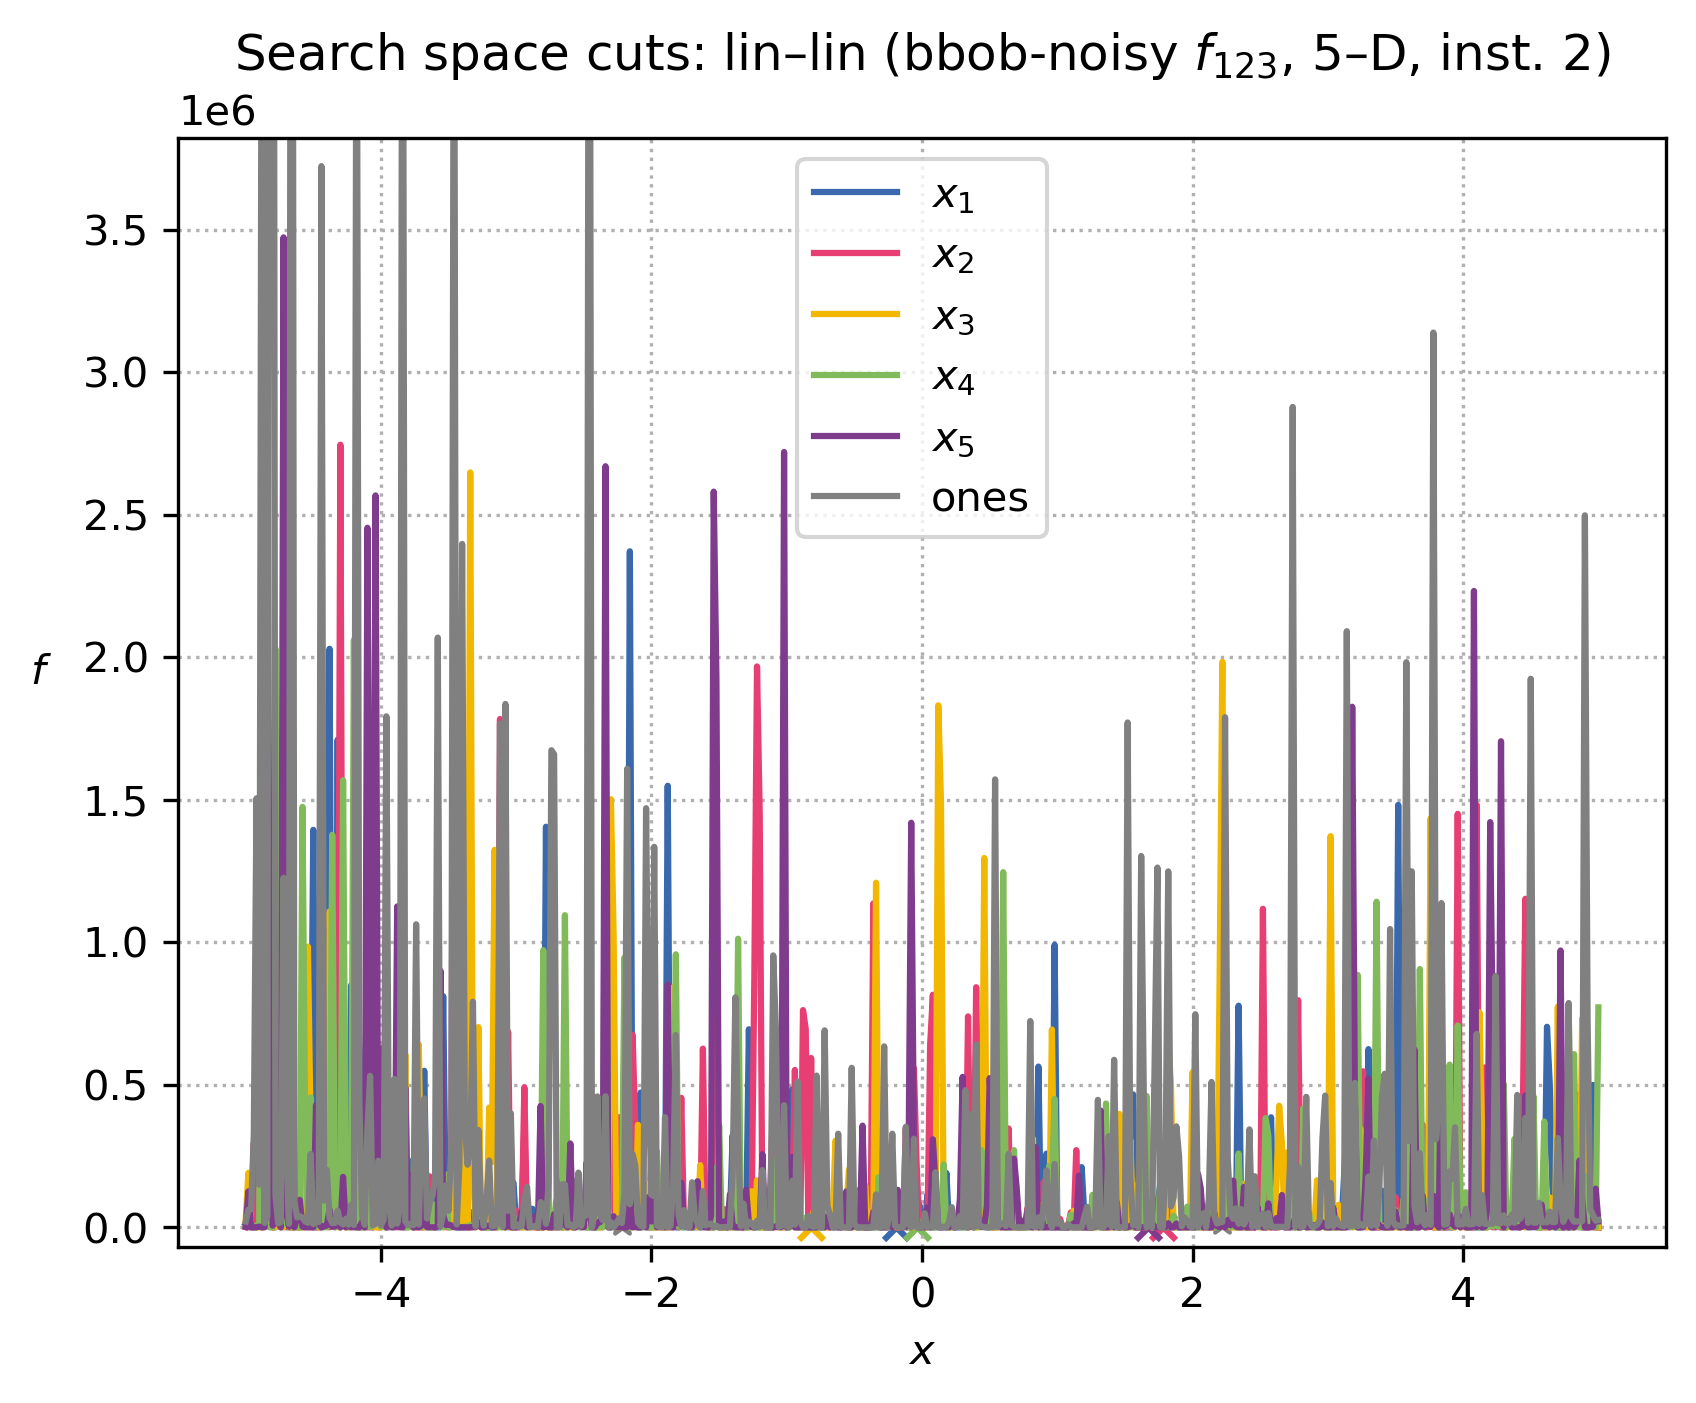 Search space cuts: lin–lin (bbob-noisy f₁₂₃, 5–D, inst. 2)
1e6
3.5
3.0
2.5
2.0
1.5
1.0
0.5
0.0
f
x₁
x₂
x₃
x₄
x₅
ones
−4 −2 0 2 4
x